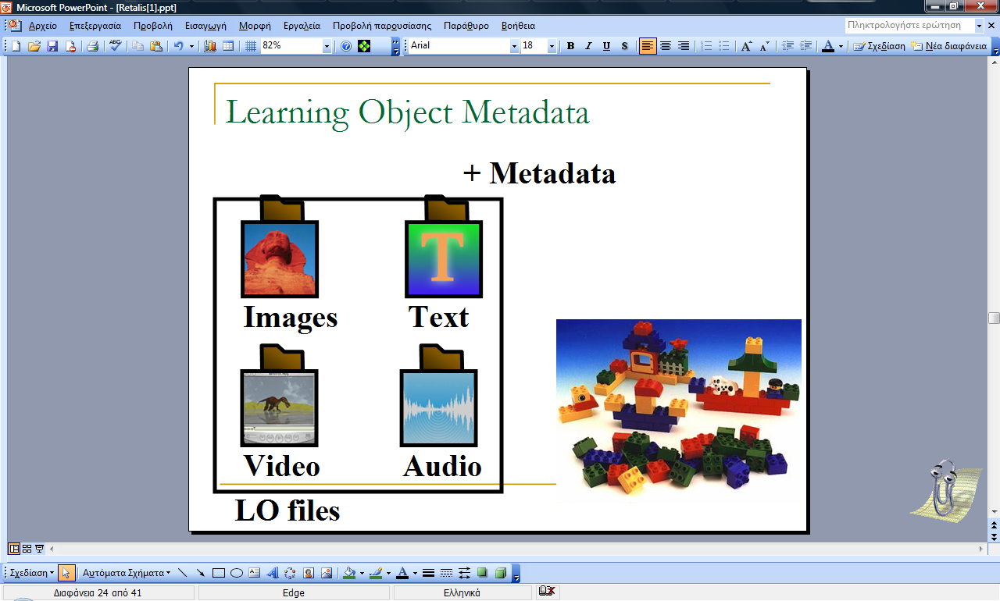 Microsoft PowerPoint - [Retalis[1].ppt]
Αρχείο Επεξεργασία Προβολή Εισαγωγή Μορφή Εργαλεία Προβολή παρουσίασης Παράθυρο Βοήθεια Πληκτρολογήστε ερώτηση
82% Arial 18 B I U S Σχεδίαση Νέα διαφάνεια
Learning Object Metadata
+ Metadata
T
Images Text
Video Audio
LO files
Σχεδίαση Αυτόματα Σχήματα
Διαφάνεια 24 από 41 Edge Ελληνικά